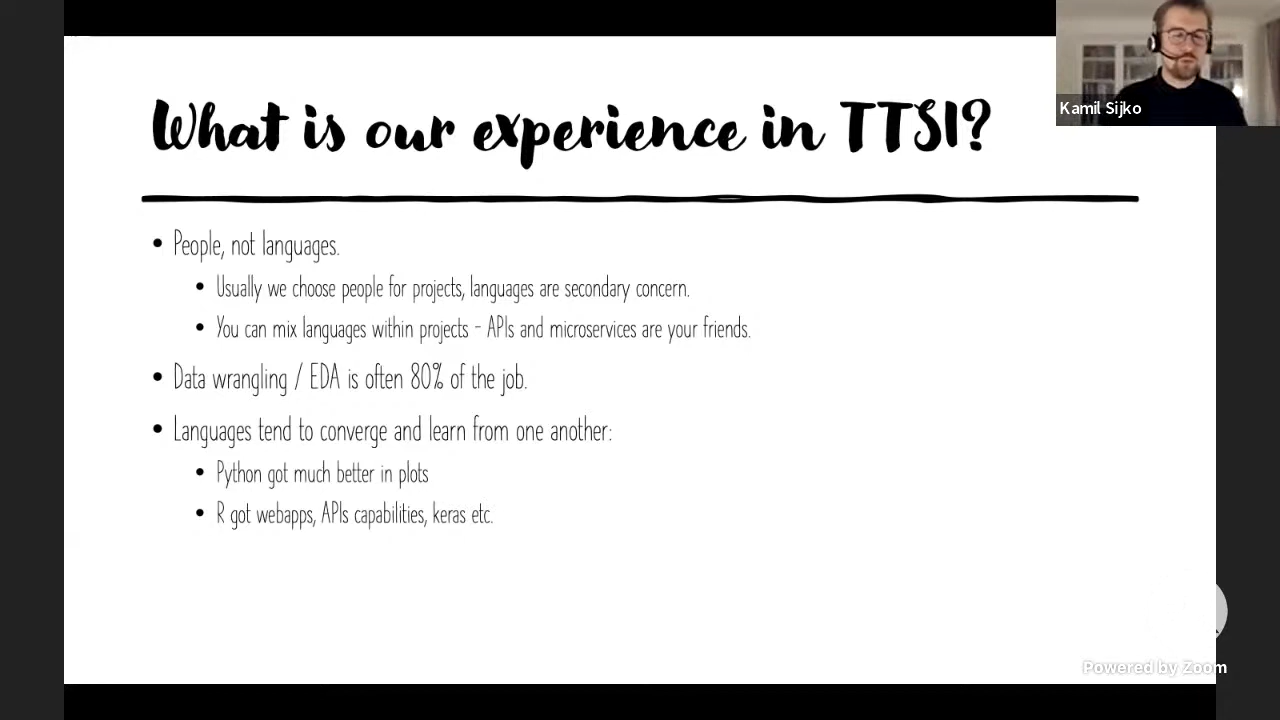 What is our experience in TTSI?
Kamil Sijko
• People, not languages.
• Usually we choose people for projects, languages are secondary concern.
• You can mix languages within projects - APIs and microservices are your friends.
• Data wrangling / EDA is often 80% of the job.
• Languages tend to converge and learn from one another:
• Python got much better in plots
• R got webapps, APIs capabilities, keras etc.
Powered by Zoom